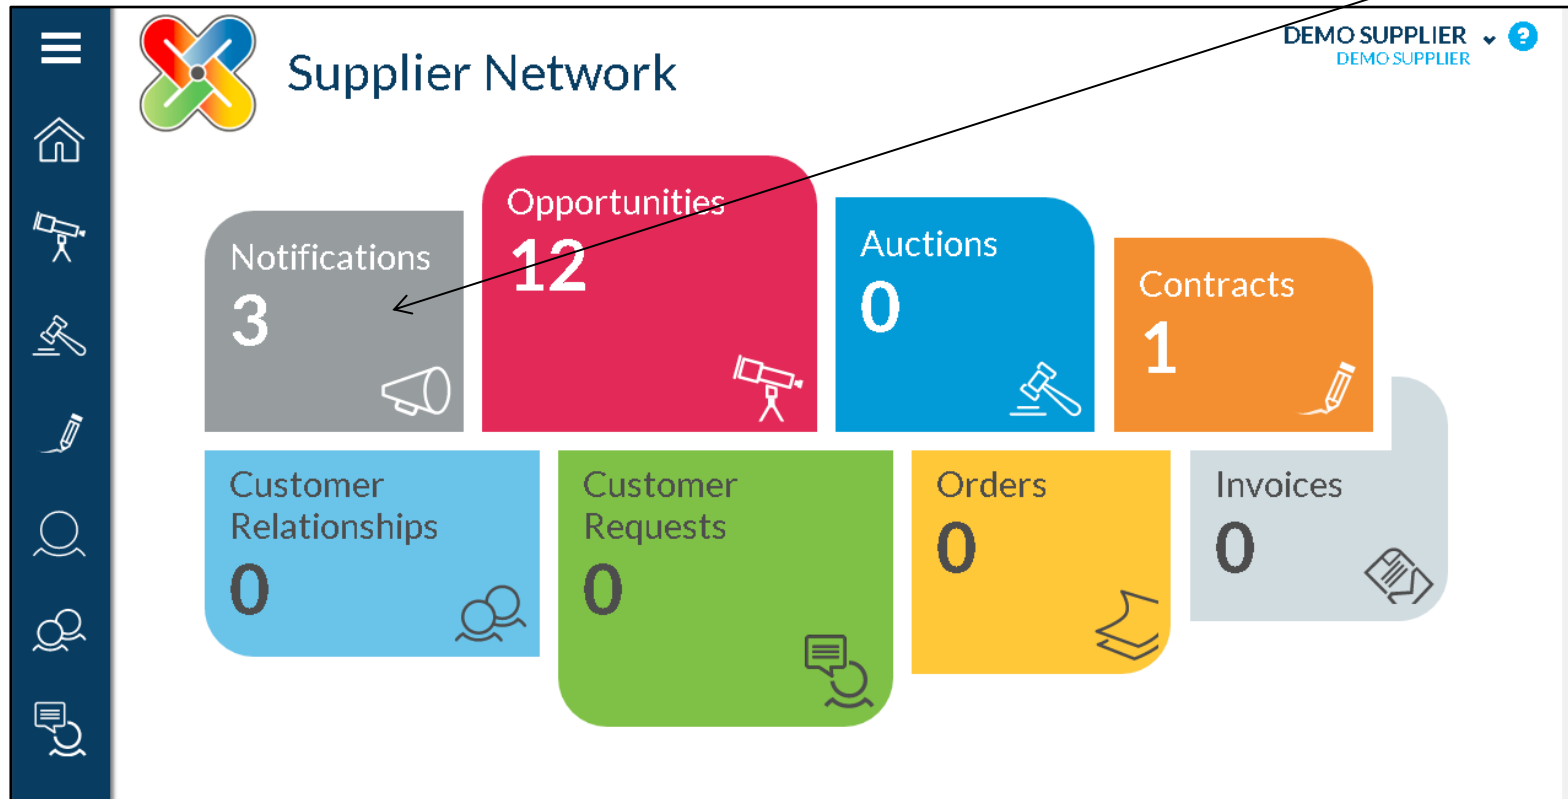 Supplier Network
DEMO SUPPLIER
DEMO SUPPLIER
?
Notifications
3
Opportunities
12
Auctions
0
Contracts
1
Customer
Relationships
0
Customer
Requests
0
Orders
0
Invoices
0